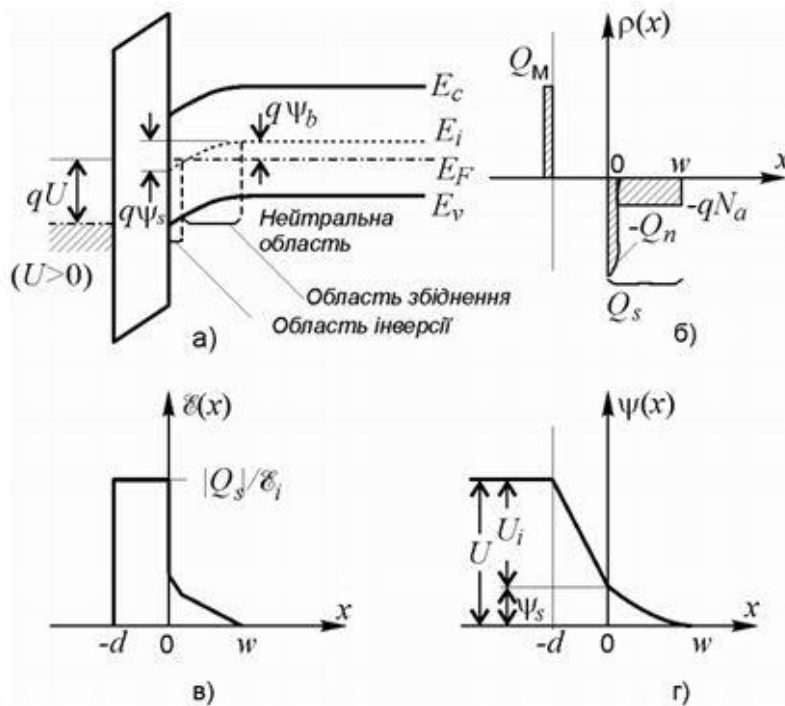 E_c
qΨ_b
E_i
E_F
qU
qΨ_s
E_v
Нейтральна
область
(U>0)
Область збіднення
Область інверсії
а)
ρ(x)
Q_М
0
w
x
-qN_a
-Q_n
Q_s
б)
ℰ(x)
|Q_s|/ℰ_i
x
-d
0
w
в)
ψ(x)
U_i
U
ψ_s
x
-d
0
w
г)